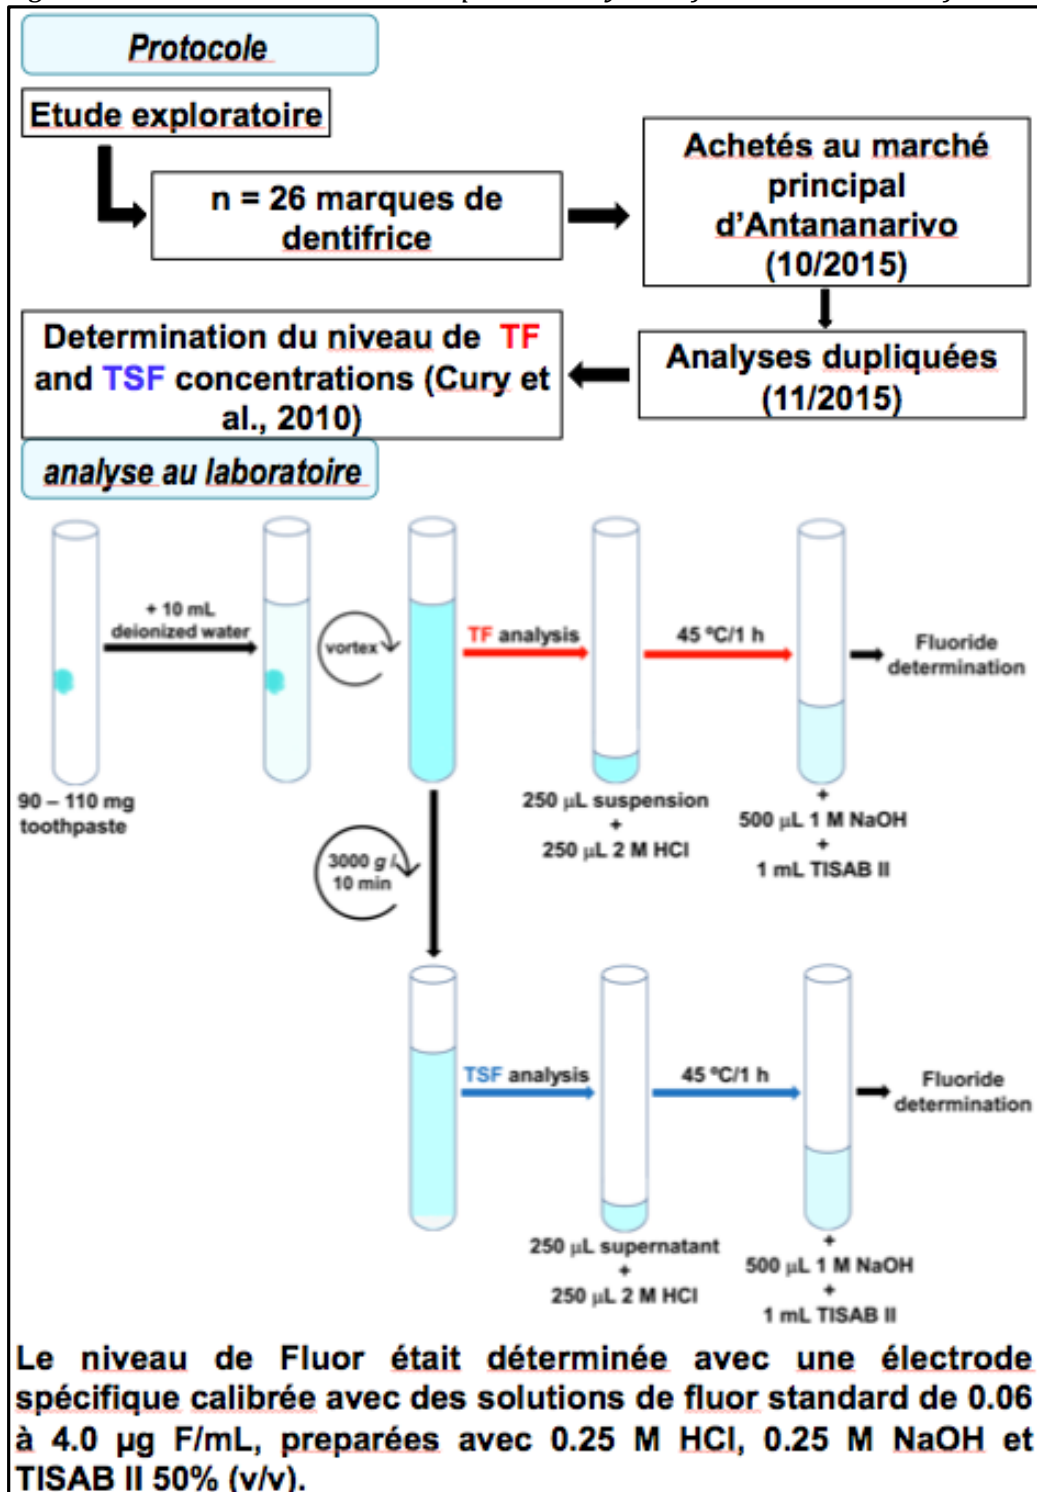 Protocole
Etude exploratoire
n = 26 marques de
dentifrice
Achetés au marché
principal
d'Antananarivo
(10/2015)
Analyses dupliquées
(11/2015)
Determination du niveau de TF
and TSF concentrations (Cury et
al., 2010)
analyse au laboratoire
+ 10 mL
deionized water
vortex
TF analysis
45 ºC/1 h
Fluoride
determination
90 – 110 mg
toothpaste
250 µL suspension
+
250 µL 2 M HCl
+
500 µL 1 M NaOH
+
1 mL TISAB II
3000 g /
10 min
TSF analysis
45 ºC/1 h
Fluoride
determination
250 µL supernatant
+
250 µL 2 M HCl
+
500 µL 1 M NaOH
+
1 mL TISAB II
Le niveau de Fluor était déterminée avec une électrode
spécifique calibrée avec des solutions de fluor standard de 0.06
à 4.0 µg F/mL, preparées avec 0.25 M HCl, 0.25 M NaOH et
TISAB II 50% (v/v).